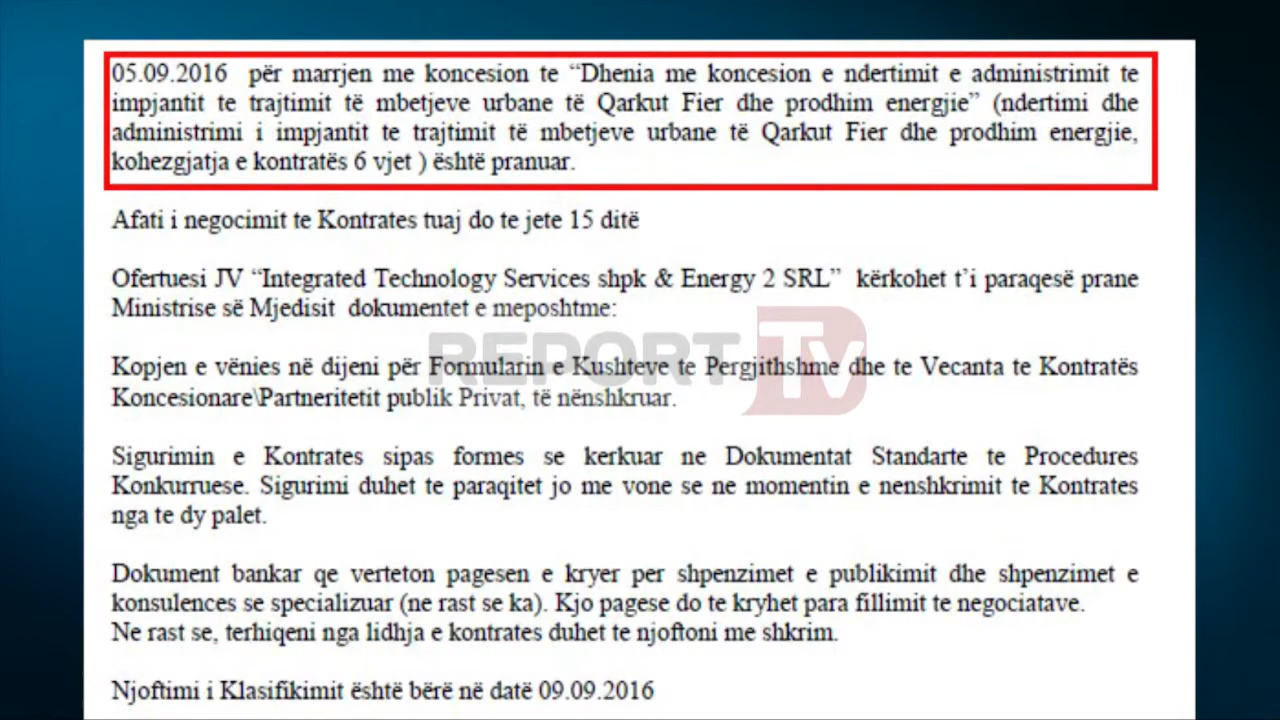 05.09.2016 për marrjen me koncesion te “Dhenia me koncesion e ndertimit e administrimit te
impjantit te trajtimit të mbetjeve urbane të Qarkut Fier dhe prodhim energjie” (ndertimi dhe
administrimi i impjantit te trajtimit të mbetjeve urbane të Qarkut Fier dhe prodhim energjie,
kohezgjatja e kontratës 6 vjet ) është pranuar.
Afati i negocimit te Kontrates tuaj do te jete 15 ditë
Ofertuesi JV “Integrated Technology Services shpk & Energy 2 SRL” kërkohet t’i paraqesë prane
Ministrise së Mjedisit dokumentet e meposhtme:
REPORT TV
Kopjen e vënies në dijeni për Formularin e Kushteve te Pergjithshme dhe te Vecanta te Kontratës
Koncesionare\Partneritetit publik Privat, të nënshkruar.
Sigurimin e Kontrates sipas formes se kerkuar ne Dokumentat Standarte te Procedures
Konkurruese. Sigurimi duhet te paraqitet jo me vone se ne momentin e nenshkrimit te Kontrates
nga te dy palet.
Dokument bankar qe verteton pagesen e kryer per shpenzimet e publikimit dhe shpenzimet e
konsulences se specializuar (ne rast se ka). Kjo pagese do te kryhet para fillimit te negociatave.
Ne rast se, terhiqeni nga lidhja e kontrates duhet te njoftoni me shkrim.
Njoftimi i Klasifikimit është bërë në datë 09.09.2016